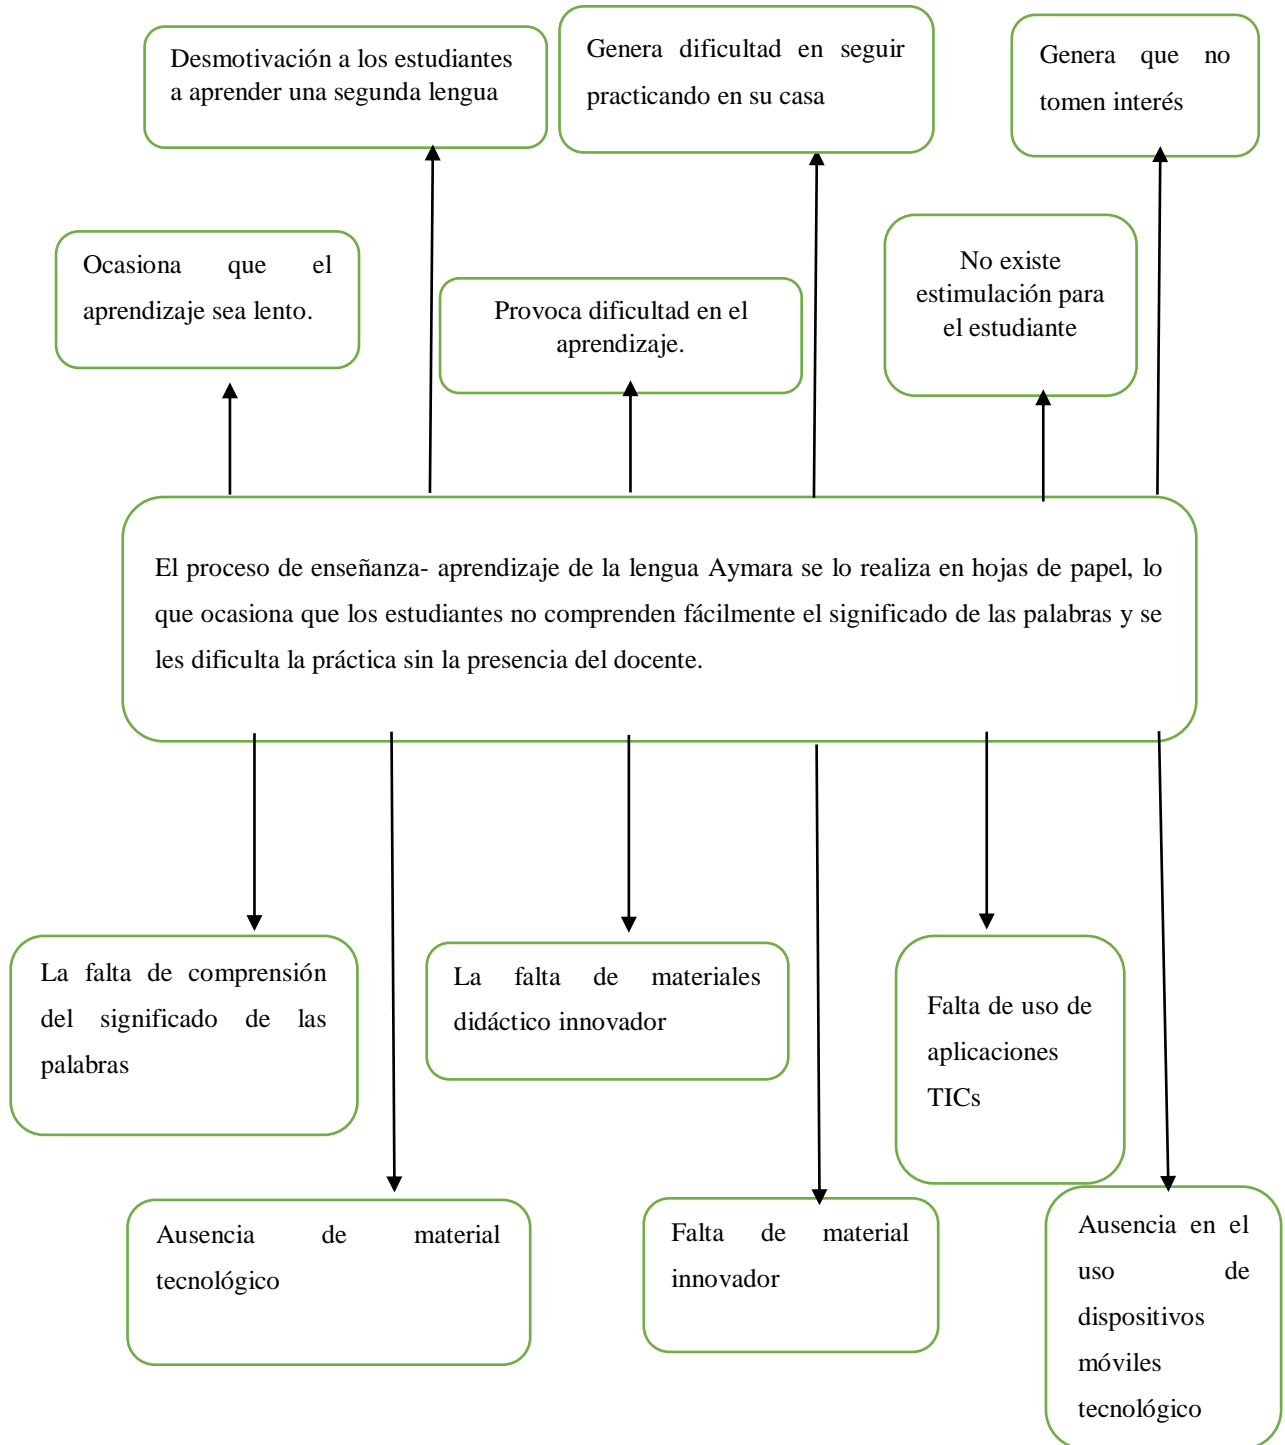 Desmotivación a los estudiantes
a aprender una segunda lengua
Genera dificultad en seguir
practicando en su casa
Genera que no
tomen interés
Ocasiona que el
aprendizaje sea lento.
Provoca dificultad en el
aprendizaje.
No existe
estimulación para
el estudiante
El proceso de enseñanza- aprendizaje de la lengua Aymara se lo realiza en hojas de papel, lo
que ocasiona que los estudiantes no comprenden fácilmente el significado de las palabras y se
les dificulta la práctica sin la presencia del docente.
La falta de comprensión
del significado de las
palabras
La falta de materiales
didáctico innovador
Falta de uso de
aplicaciones
TICs
Ausencia de material
tecnológico
Falta de material
innovador
Ausencia en el
uso de
dispositivos
móviles
tecnológico